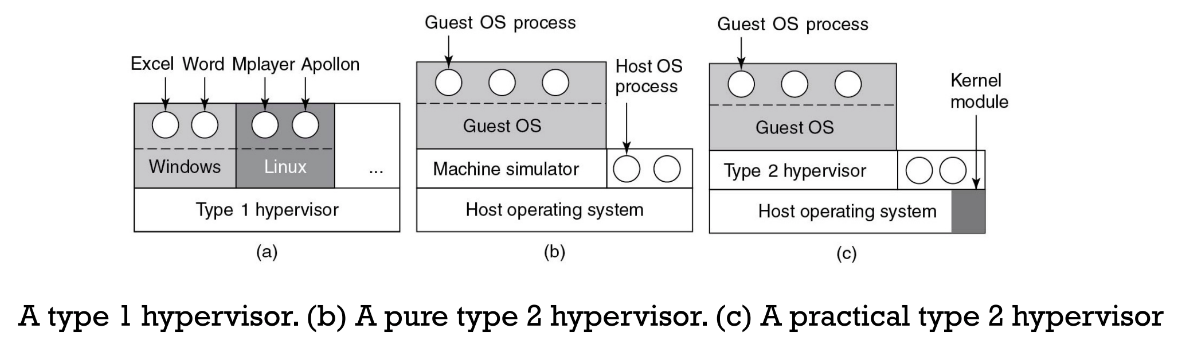 Excel Word Mplayer Apollon
Windows
Linux
...
Type 1 hypervisor
(a)
Guest OS process
Host OS
process
Guest OS
Machine simulator
Host operating system
(b)
Guest OS process
Kernel
module
Guest OS
Type 2 hypervisor
Host operating system
(c)
A type 1 hypervisor. (b) A pure type 2 hypervisor. (c) A practical type 2 hypervisor